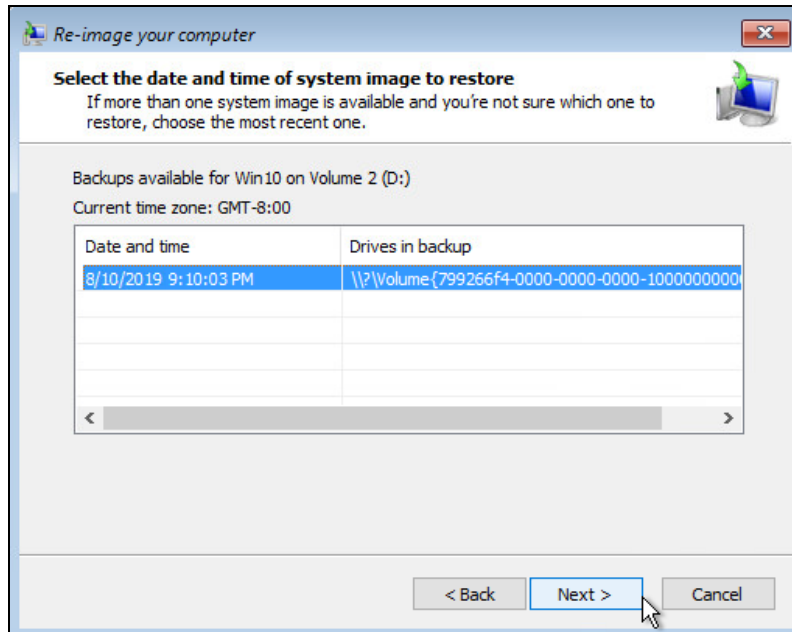 Re-image your computer
Select the date and time of system image to restore
If more than one system image is available and you're not sure which one to
restore, choose the most recent one.
Backups available for Win10 on Volume 2 (D:)
Current time zone: GMT-8:00
Date and time Drives in backup
8/10/2019 9:10:03 PM \\?\Volume{799266f4-0000-0000-0000-10000000000
< Back Next > Cancel